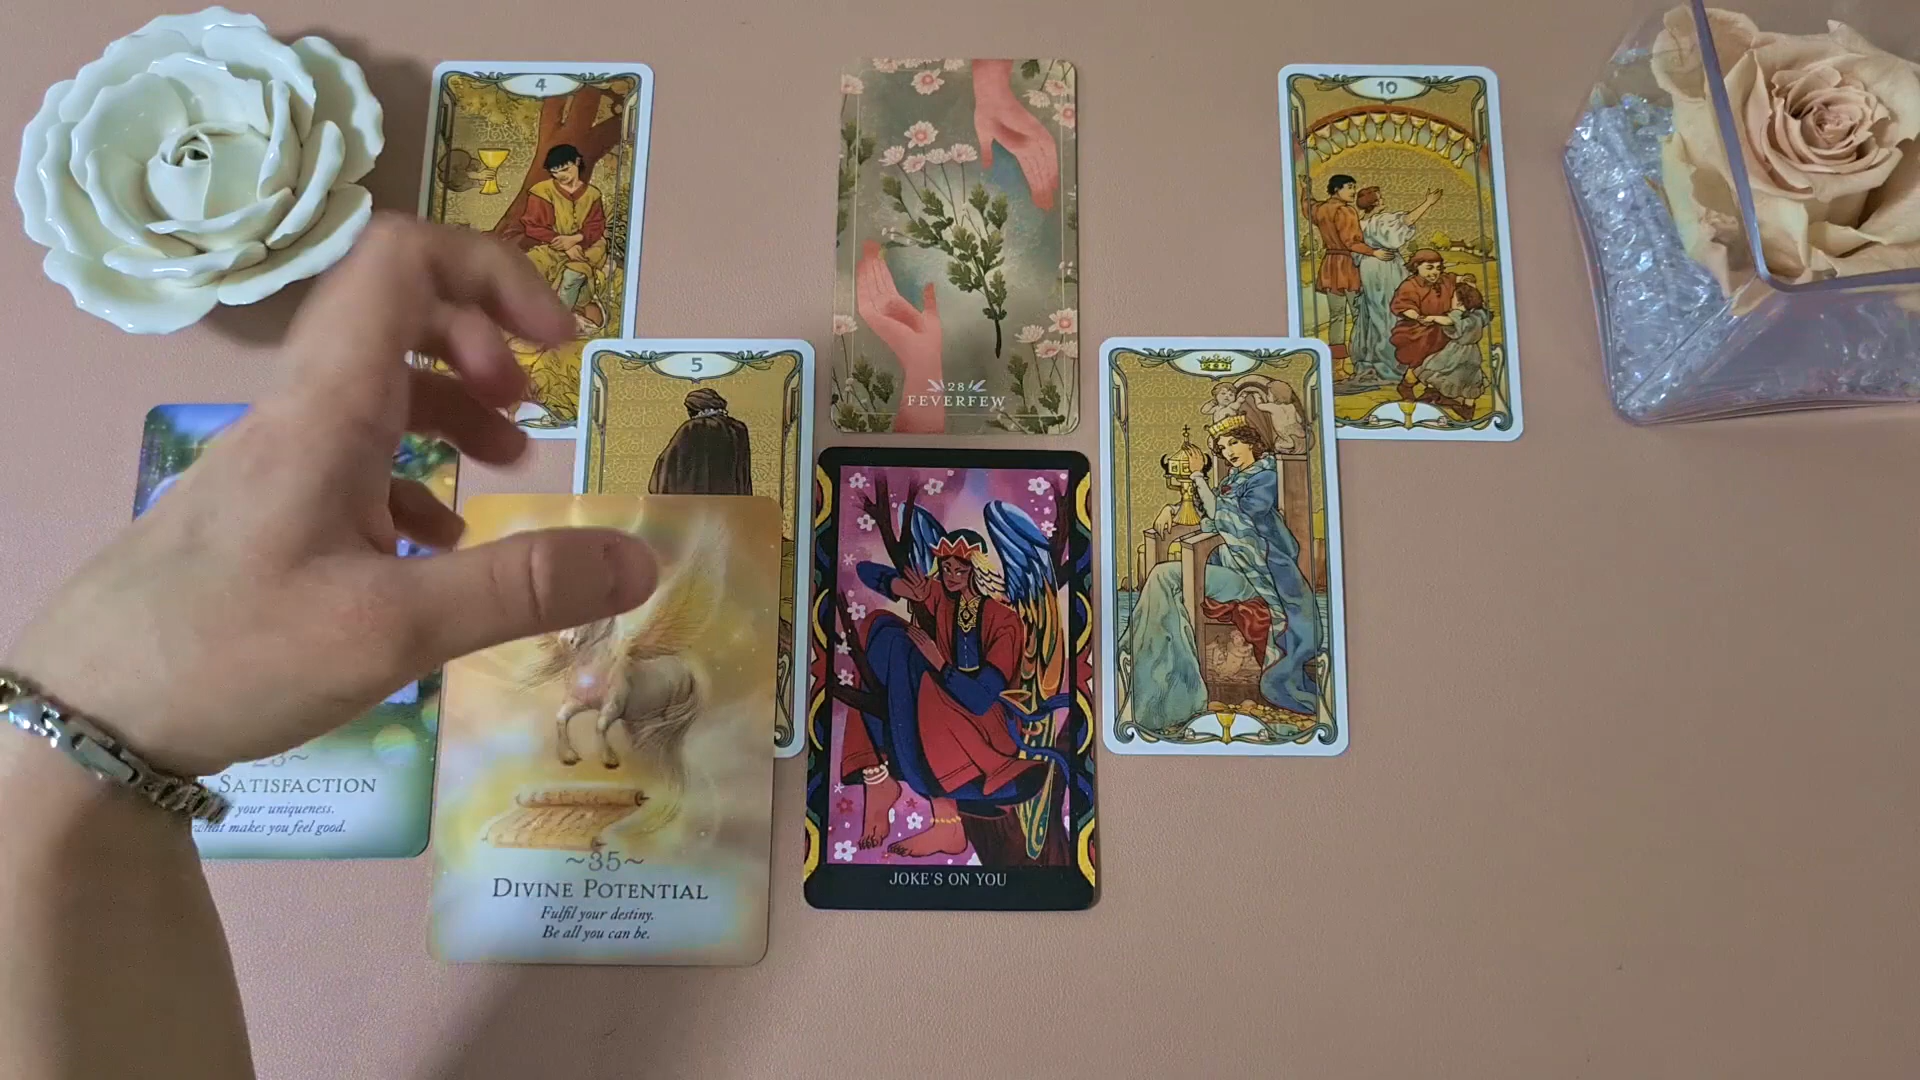 4
10
28
FEVERFEW
5
SATISFACTION
your uniqueness.
what makes you feel good.
~35~
DIVINE POTENTIAL
Fulfil your destiny.
Be all you can be.
JOKE'S ON YOU